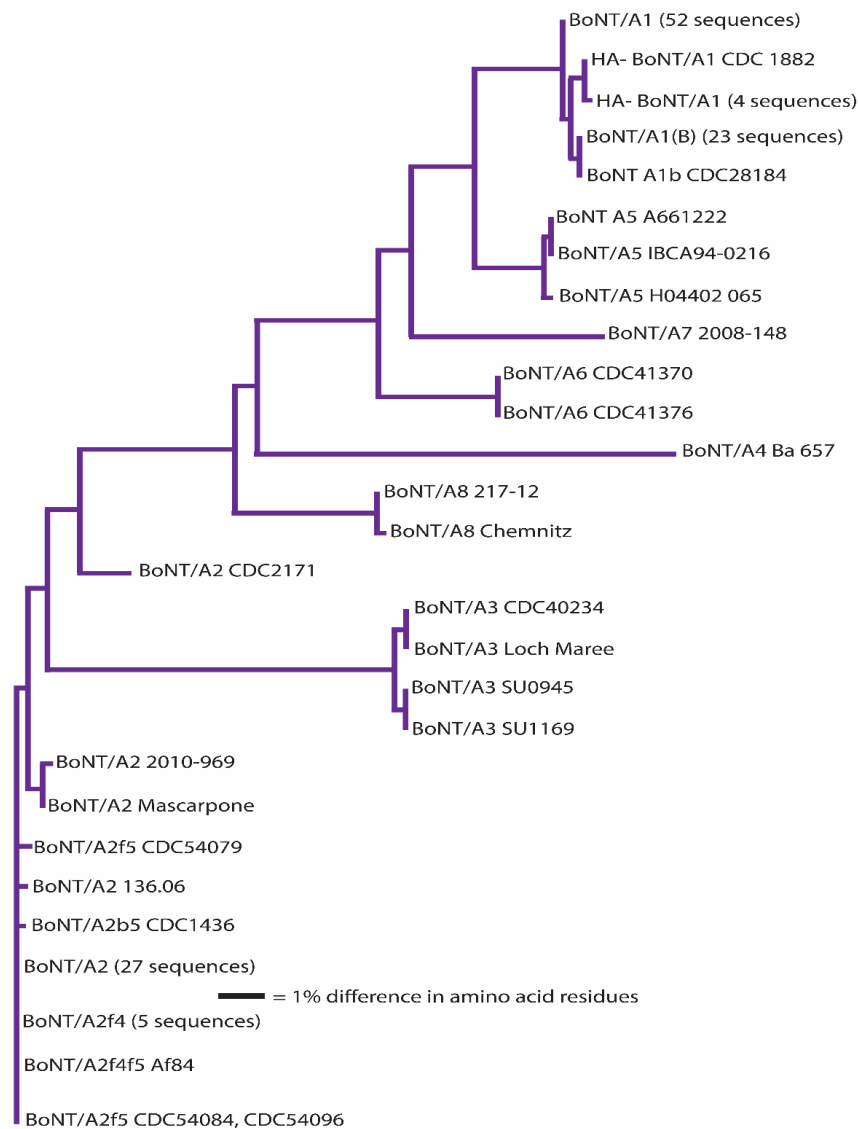 BoNT/A1 (52 sequences)
HA- BoNT/A1 CDC 1882
HA- BoNT/A1 (4 sequences)
BoNT/A1(B) (23 sequences)
BoNT A1b CDC28184
BoNT A5 A661222
BoNT/A5 IBCA94-0216
BoNT/A5 H04402 065
BoNT/A7 2008-148
BoNT/A6 CDC41370
BoNT/A6 CDC41376
BoNT/A4 Ba 657
BoNT/A8 217-12
BoNT/A8 Chemnitz
BoNT/A2 CDC2171
BoNT/A3 CDC40234
BoNT/A3 Loch Maree
BoNT/A3 SU0945
BoNT/A3 SU1169
BoNT/A2 2010-969
BoNT/A2 Mascarpone
BoNT/A2f5 CDC54079
BoNT/A2 136.06
BoNT/A2b5 CDC1436
BoNT/A2 (27 sequences)
= 1% difference in amino acid residues
BoNT/A2f4 (5 sequences)
BoNT/A2f4f5 Af84
BoNT/A2f5 CDC54084, CDC54096